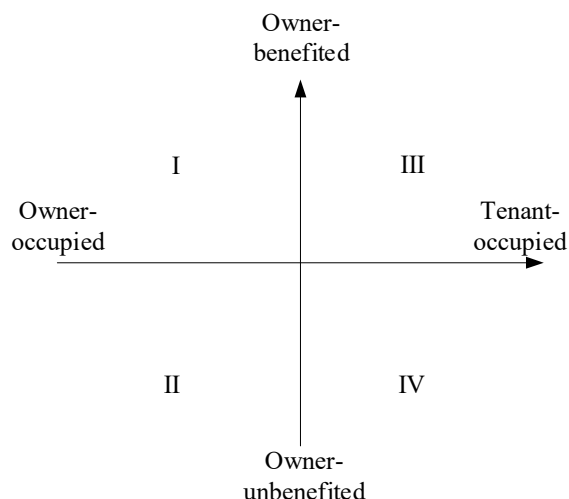 Owner-
benefited
I
III
Owner-
occupied
Tenant-
occupied
II
IV
Owner-
unbenefited